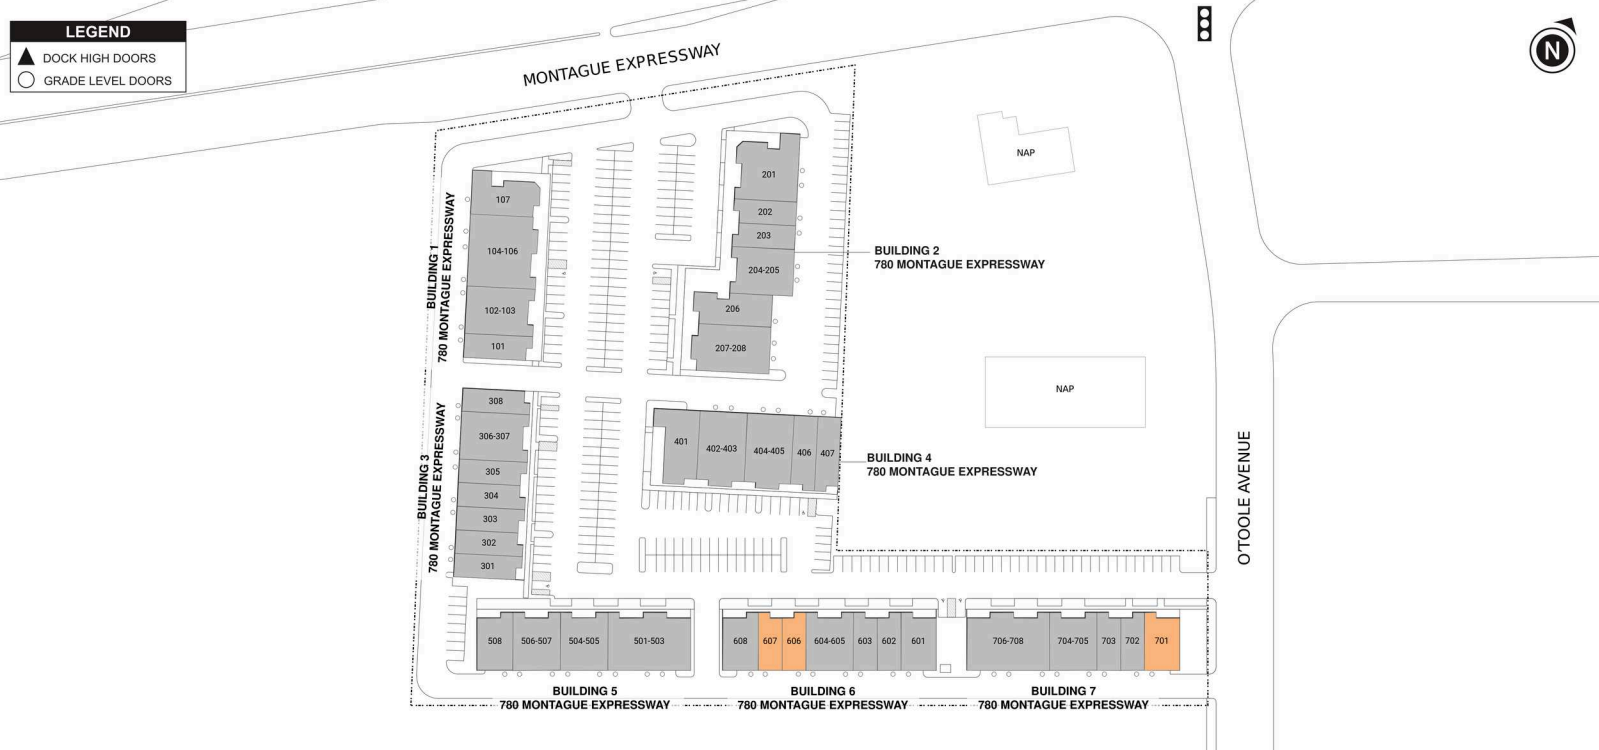 LEGEND
DOCK HIGH DOORS
GRADE LEVEL DOORS
MONTAGUE EXPRESSWAY
N
NAP
NAP
O'TOOLE AVENUE
BUILDING 1
780 MONTAGUE EXPRESSWAY
107
104-106
102-103
101
201
202
203
204-205
206
207-208
BUILDING 2
780 MONTAGUE EXPRESSWAY
BUILDING 3
780 MONTAGUE EXPRESSWAY
308
306-307
305
304
303
302
301
401
402-403
404-405
406
407
BUILDING 4
780 MONTAGUE EXPRESSWAY
508
506-507
504-505
501-503
BUILDING 5
780 MONTAGUE EXPRESSWAY
608
607
606
604-605
603
602
601
BUILDING 6
780 MONTAGUE EXPRESSWAY
706-708
704-705
703
702
701
BUILDING 7
780 MONTAGUE EXPRESSWAY